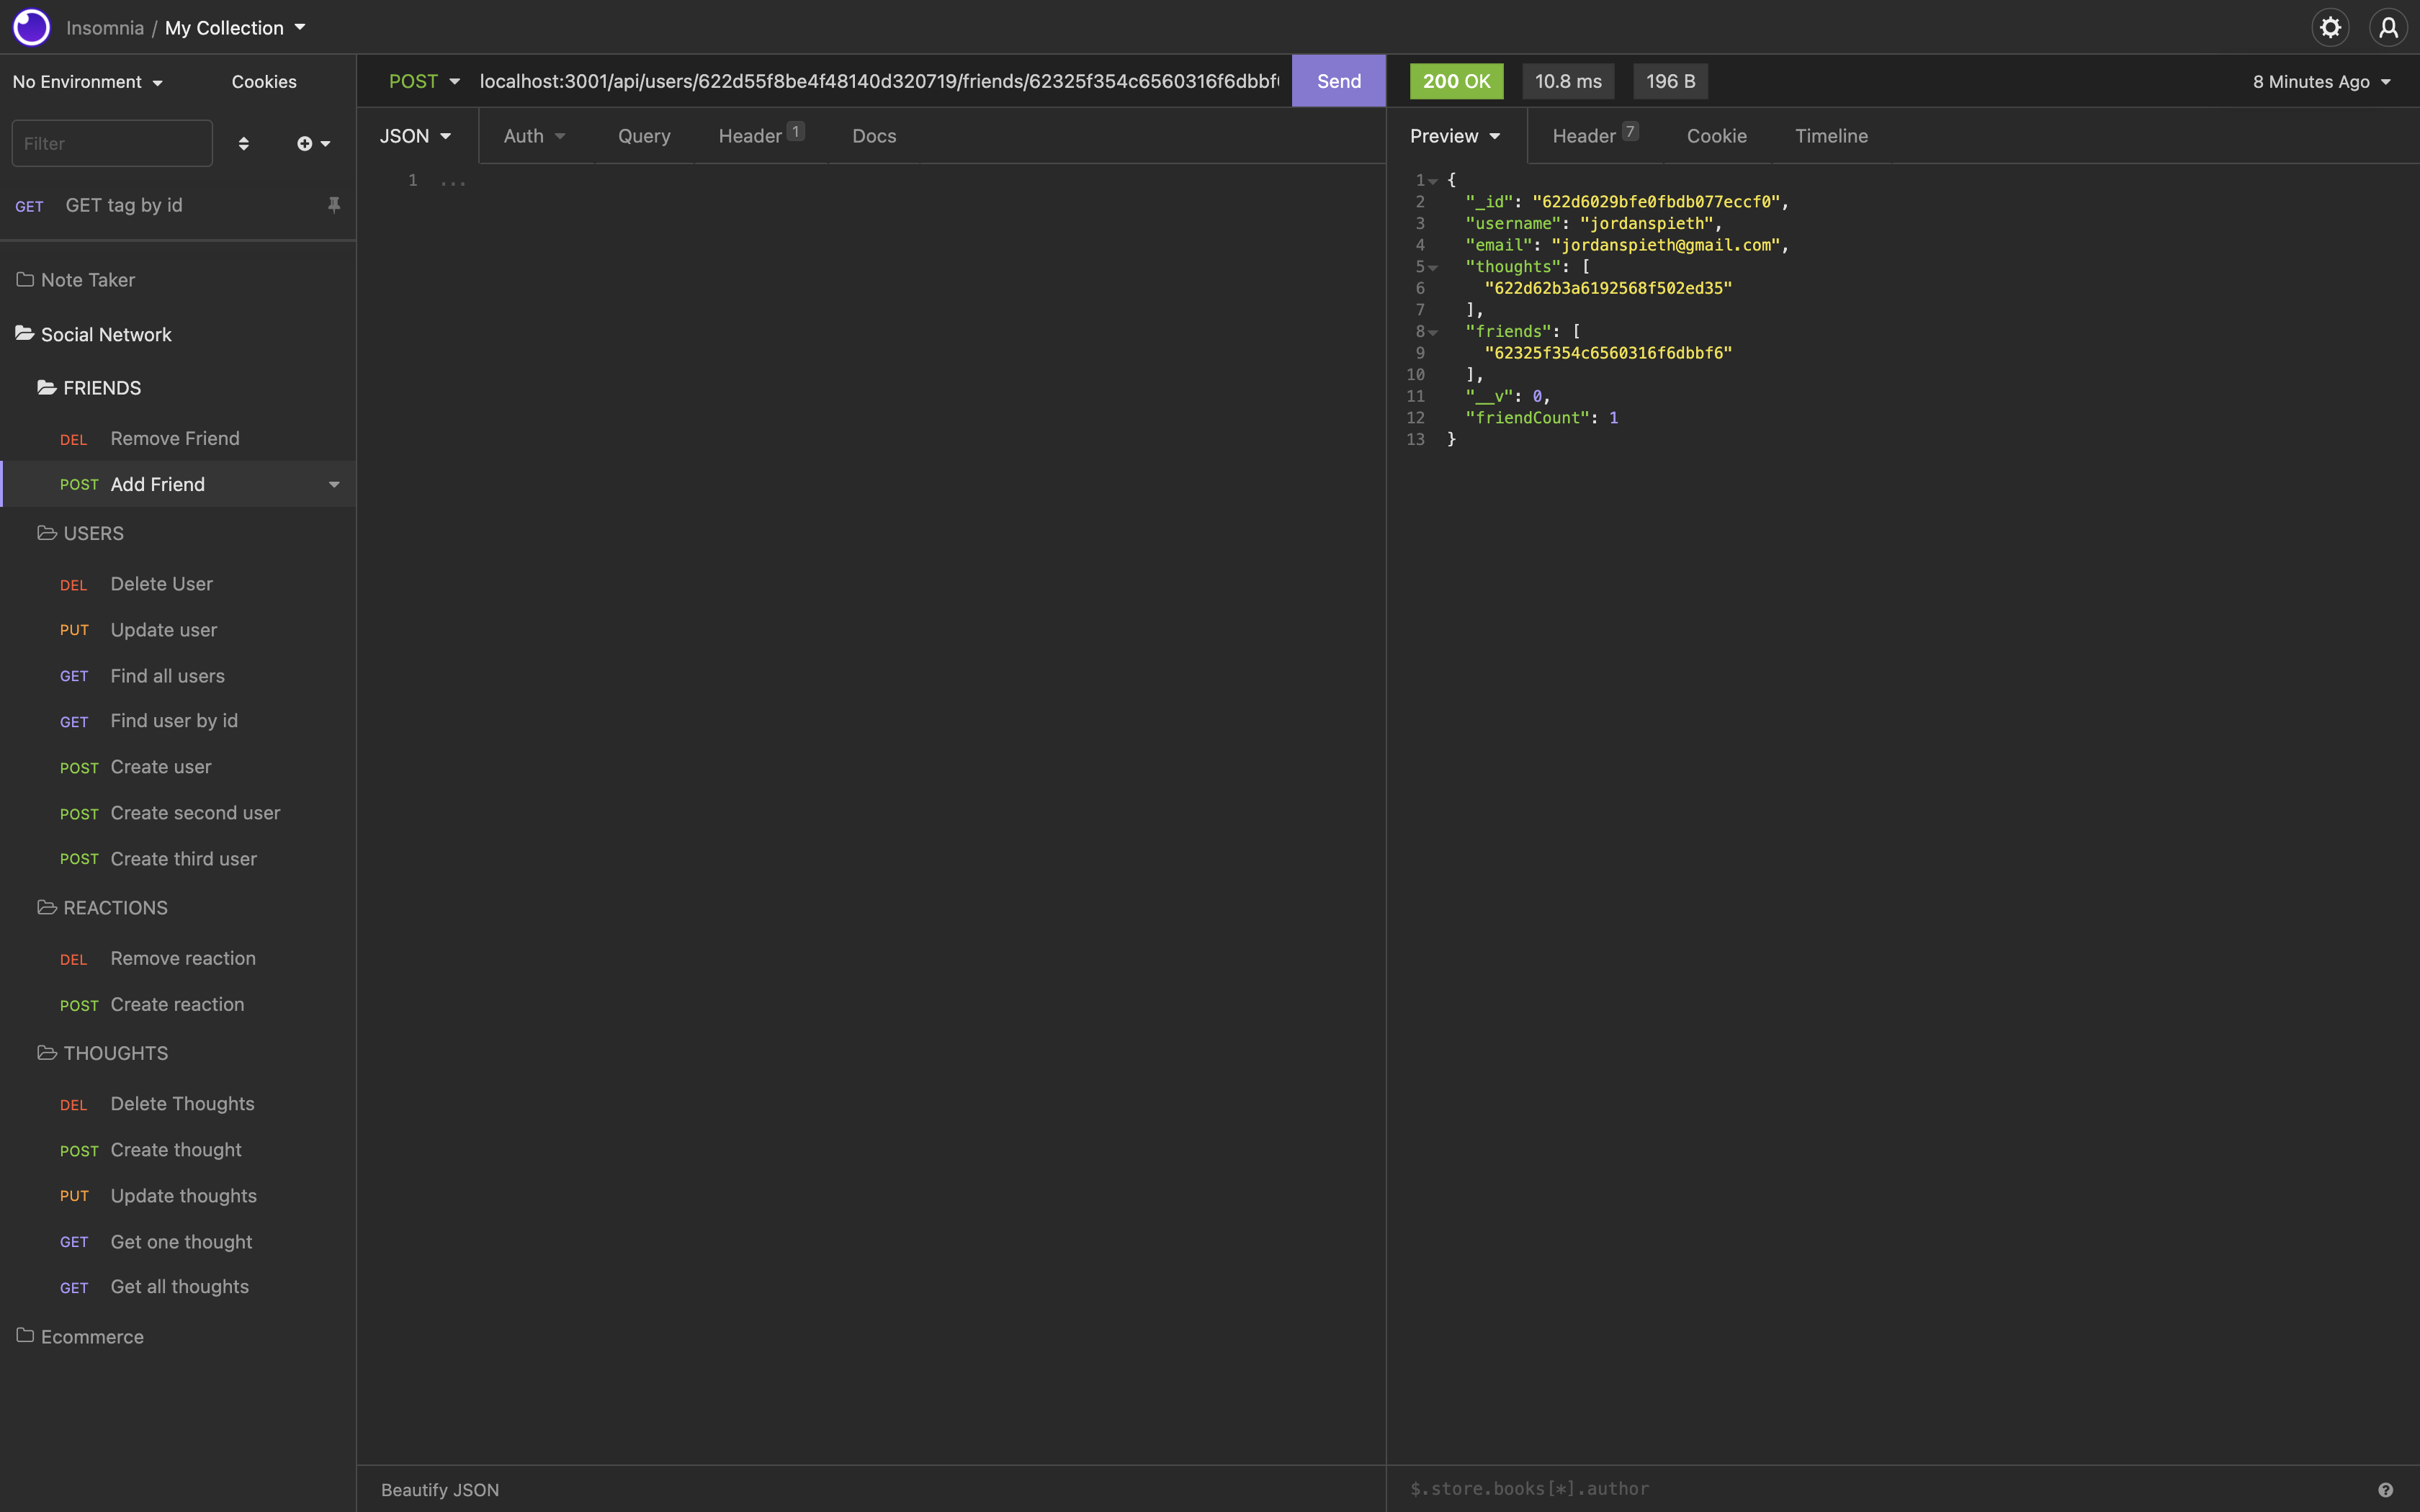 Insomnia / My Collection
No Environment
Cookies
Filter
GET GET tag by id
Note Taker
Social Network
FRIENDS
DEL Remove Friend
POST Add Friend
USERS
DEL Delete User
PUT Update user
GET Find all users
GET Find user by id
POST Create user
POST Create second user
POST Create third user
REACTIONS
DEL Remove reaction
POST Create reaction
THOUGHTS
DEL Delete Thoughts
POST Create thought
PUT Update thoughts
GET Get one thought
GET Get all thoughts
Ecommerce
POST localhost:3001/api/users/622d55f8be4f48140d320719/friends/62325f354c6560316f6dbbf Send
JSON Auth Query Header 1 Docs
1 ...
Beautify JSON
200 OK 10.8 ms 196 B 8 Minutes Ago
Preview Header 7 Cookie Timeline
1 {
2 "_id": "622d6029bfe0fbdb077eccf0",
3 "username": "jordanspieth",
4 "email": "jordanspieth@gmail.com",
5 "thoughts": [
6 "622d62b3a6192568f502ed35"
7 ],
8 "friends": [
9 "62325f354c6560316f6dbbf6"
10 ],
11 "__v": 0,
12 "friendCount": 1
13 }
$.store.books[*].author